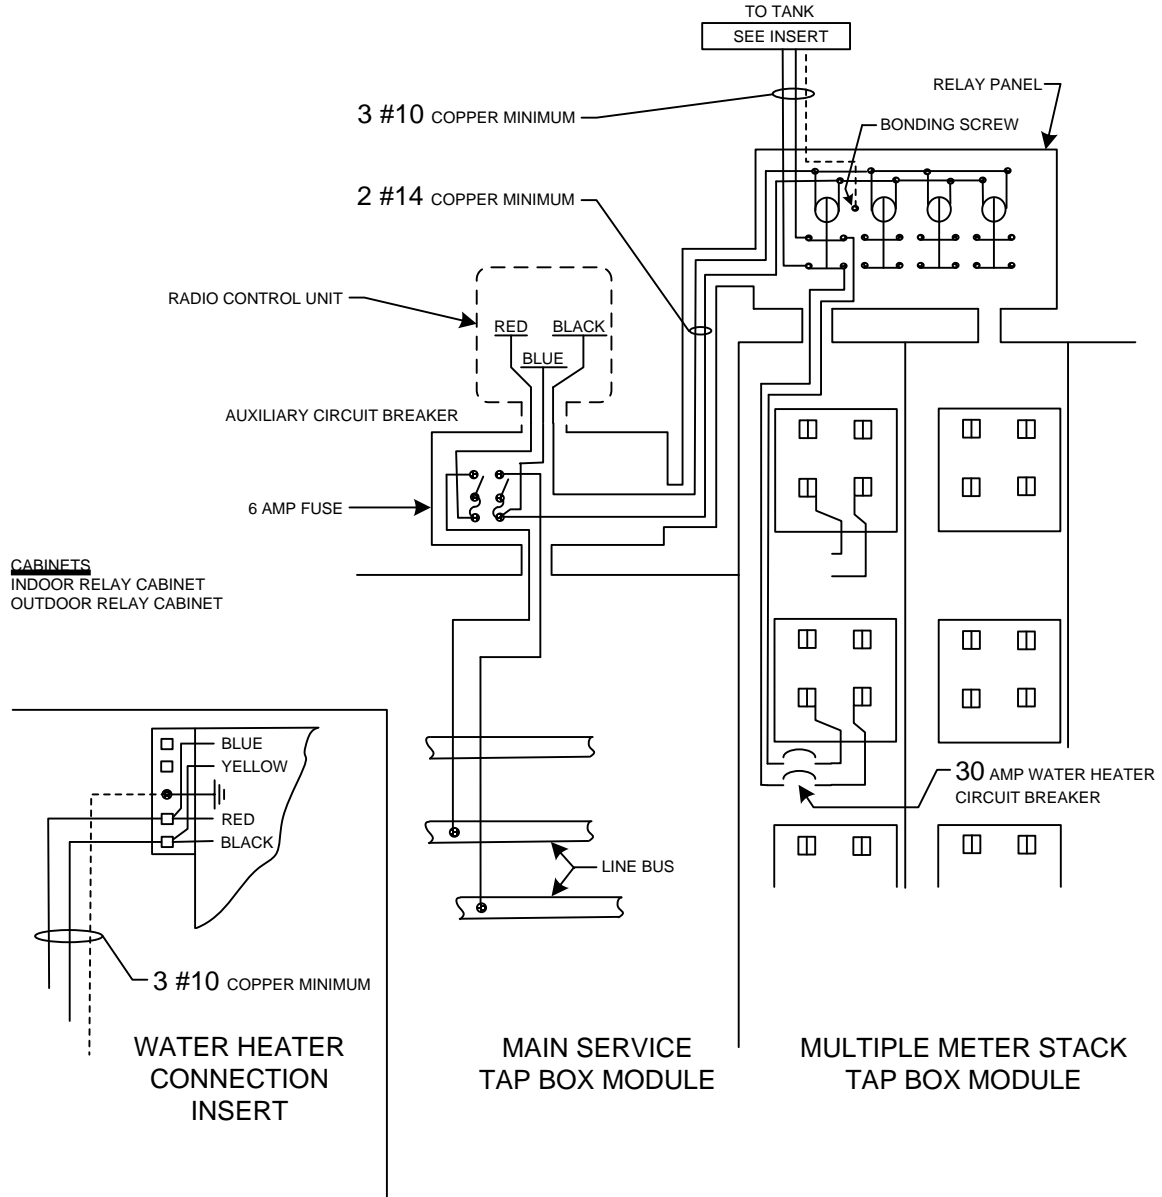 TO TANK
SEE INSERT
RELAY PANEL
3 #10 COPPER MINIMUM
BONDING SCREW
2 #14 COPPER MINIMUM
RADIO CONTROL UNIT
RED
BLACK
BLUE
AUXILIARY CIRCUIT BREAKER
6 AMP FUSE
CABINETS
INDOOR RELAY CABINET
OUTDOOR RELAY CABINET
BLUE
YELLOW
RED
BLACK
30 AMP WATER HEATER
CIRCUIT BREAKER
LINE BUS
3 #10 COPPER MINIMUM
WATER HEATER
CONNECTION
INSERT
MAIN SERVICE
TAP BOX MODULE
MULTIPLE METER STACK
TAP BOX MODULE